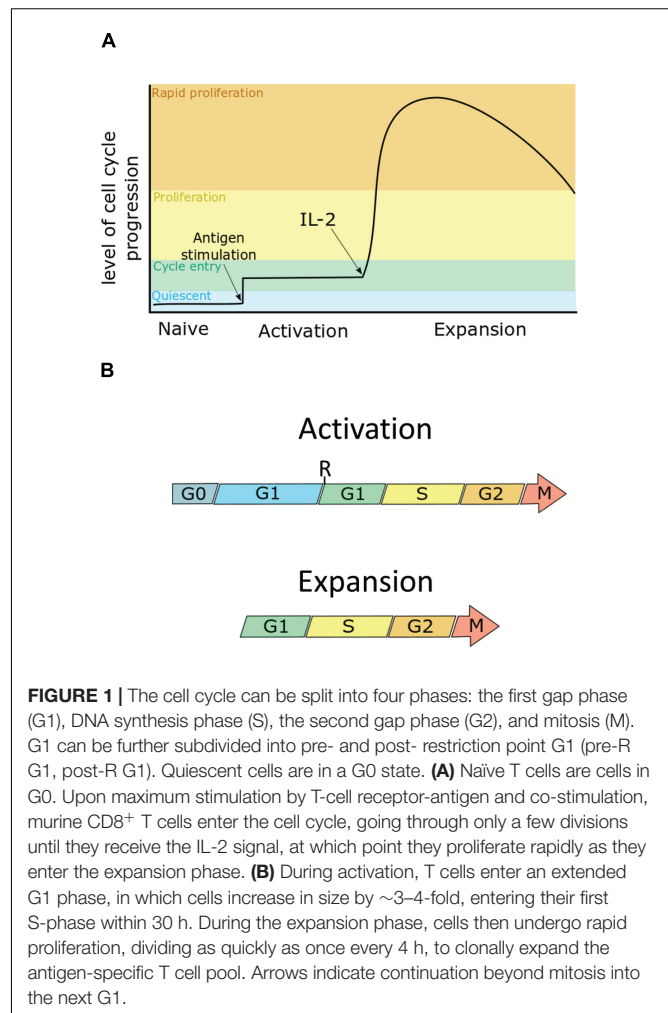 A
Rapid proliferation
level of cell cycle
progression
Proliferation
IL-2
Antigen
stimulation
Cycle entry
Quiescent
Naive
Activation
Expansion
B
Activation
R
G0 G1 G1 S G2 M
Expansion
G1 S G2 M
FIGURE 1 | The cell cycle can be split into four phases: the first gap phase
(G1), DNA synthesis phase (S), the second gap phase (G2), and mitosis (M).
G1 can be further subdivided into pre- and post- restriction point G1 (pre-R
G1, post-R G1). Quiescent cells are in a G0 state. (A) Naïve T cells are cells in
G0. Upon maximum stimulation by T-cell receptor-antigen and co-stimulation,
murine CD8⁺ T cells enter the cell cycle, going through only a few divisions
until they receive the IL-2 signal, at which point they proliferate rapidly as they
enter the expansion phase. (B) During activation, T cells enter an extended
G1 phase, in which cells increase in size by ∼3–4-fold, entering their first
S-phase within 30 h. During the expansion phase, cells then undergo rapid
proliferation, dividing as quickly as once every 4 h, to clonally expand the
antigen-specific T cell pool. Arrows indicate continuation beyond mitosis into
the next G1.